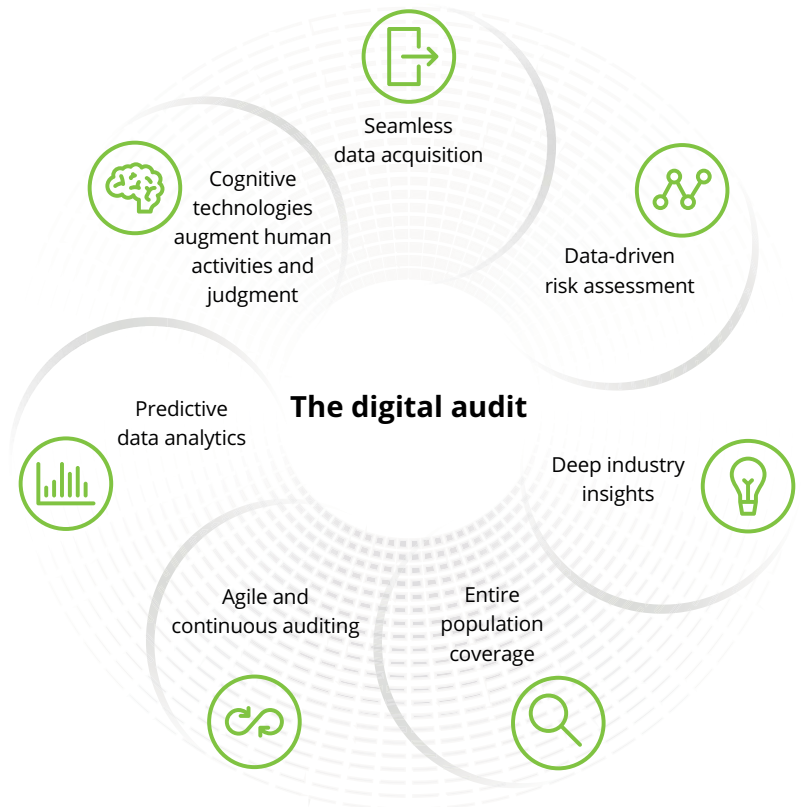 Seamless
data acquisition
Data-driven
risk assessment
Deep industry
insights
Entire
population
coverage
Agile and
continuous auditing
Predictive
data analytics
Cognitive
technologies
augment human
activities and
judgment
The digital audit